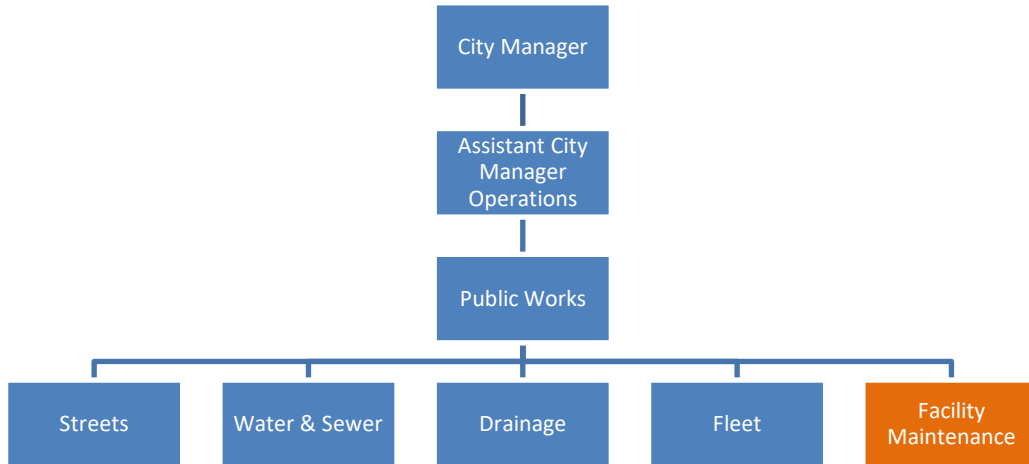 City Manager
Assistant City
Manager
Operations
Public Works
Streets
Water & Sewer
Drainage
Fleet
Facility
Maintenance